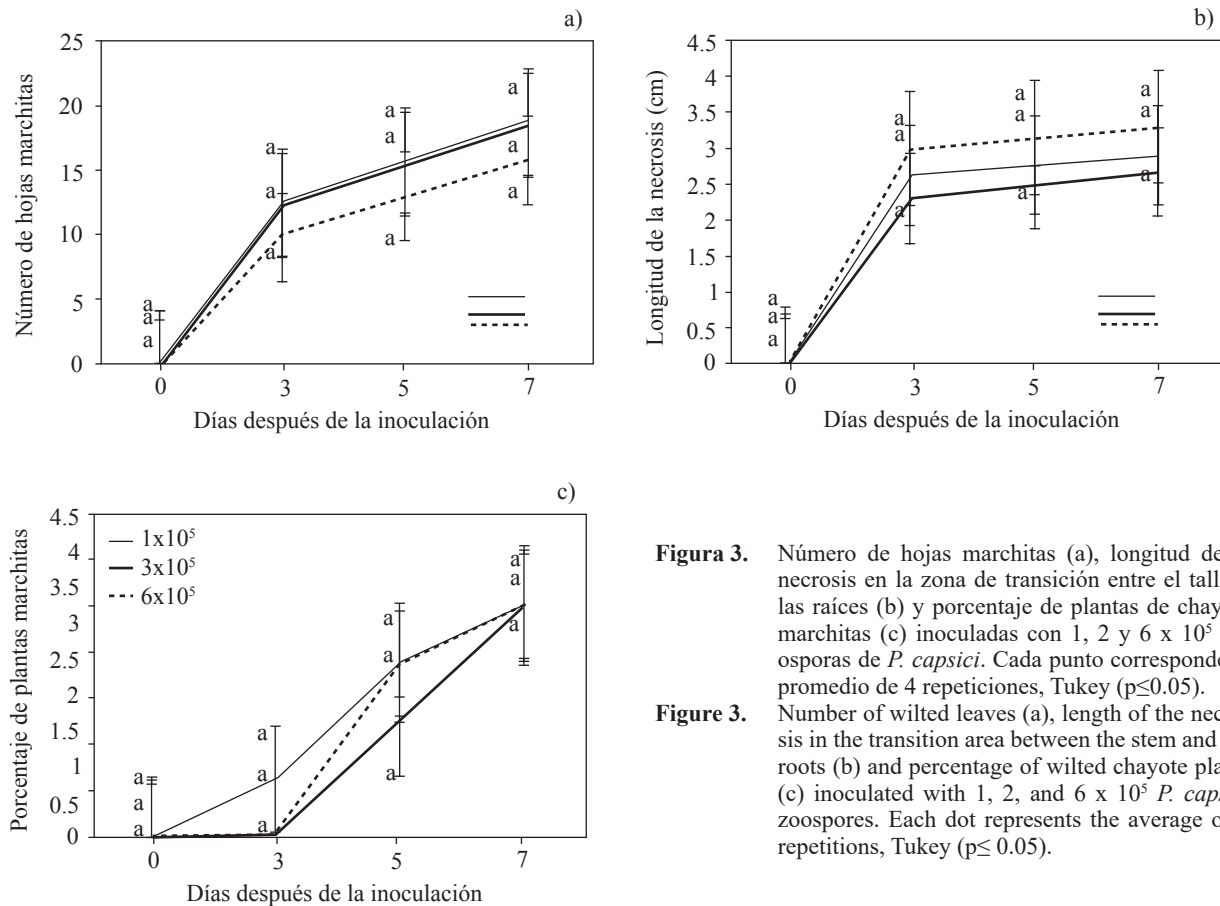 a)
25
20
15
10
5
0
Número de hojas marchitas
a a a
a a a
a a a
a a a
0 3 5 7
Días después de la inoculación
b)
4.5
4
3.5
3
2.5
2
1.5
1
0.5
0
Longitud de la necrosis (cm)
a a a
a a a
a a a
a a a
0 3 5 7
Días después de la inoculación
c)
4.5
4
3.5
3
2.5
2
1.5
1
0.5
0
Porcentaje de plantas marchitas
1x10⁵
3x10⁵
6x10⁵
a a a
a a a
a a a
a a a
0 3 5 7
Días después de la inoculación
Figura 3. Número de hojas marchitas (a), longitud de
necrosis en la zona de transición entre el tall
las raíces (b) y porcentaje de plantas de chay
marchitas (c) inoculadas con 1, 2 y 6 x 10⁵
osporas de P. capsici. Cada punto corresponde
promedio de 4 repeticiones, Tukey (p≤0.05).
Figure 3. Number of wilted leaves (a), length of the nec
sis in the transition area between the stem and
roots (b) and percentage of wilted chayote pla
(c) inoculated with 1, 2, and 6 x 10⁵ P. caps
zoospores. Each dot represents the average o
repetitions, Tukey (p≤ 0.05).